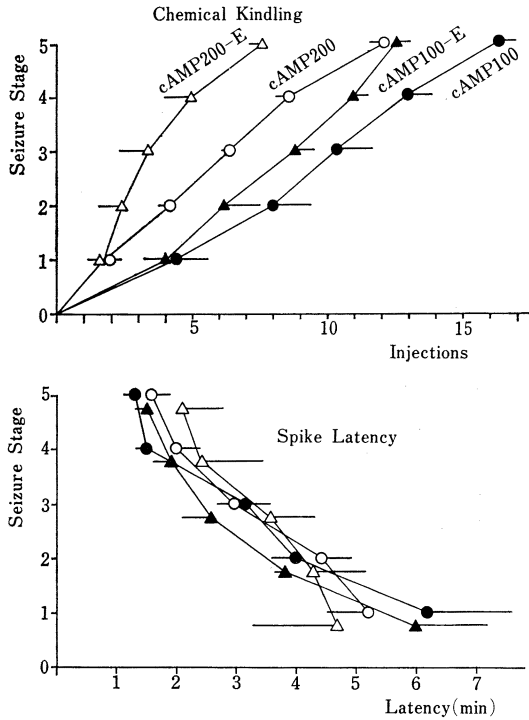 Chemical Kindling
Seizure Stage
5
4
3
2
1
0
cAMP200-E
cAMP200
cAMP100-E
cAMP100
5
10
15
Injections
Spike Latency
Seizure Stage
5
4
3
2
1
0
1
2
3
4
5
6
7
Latency(min)